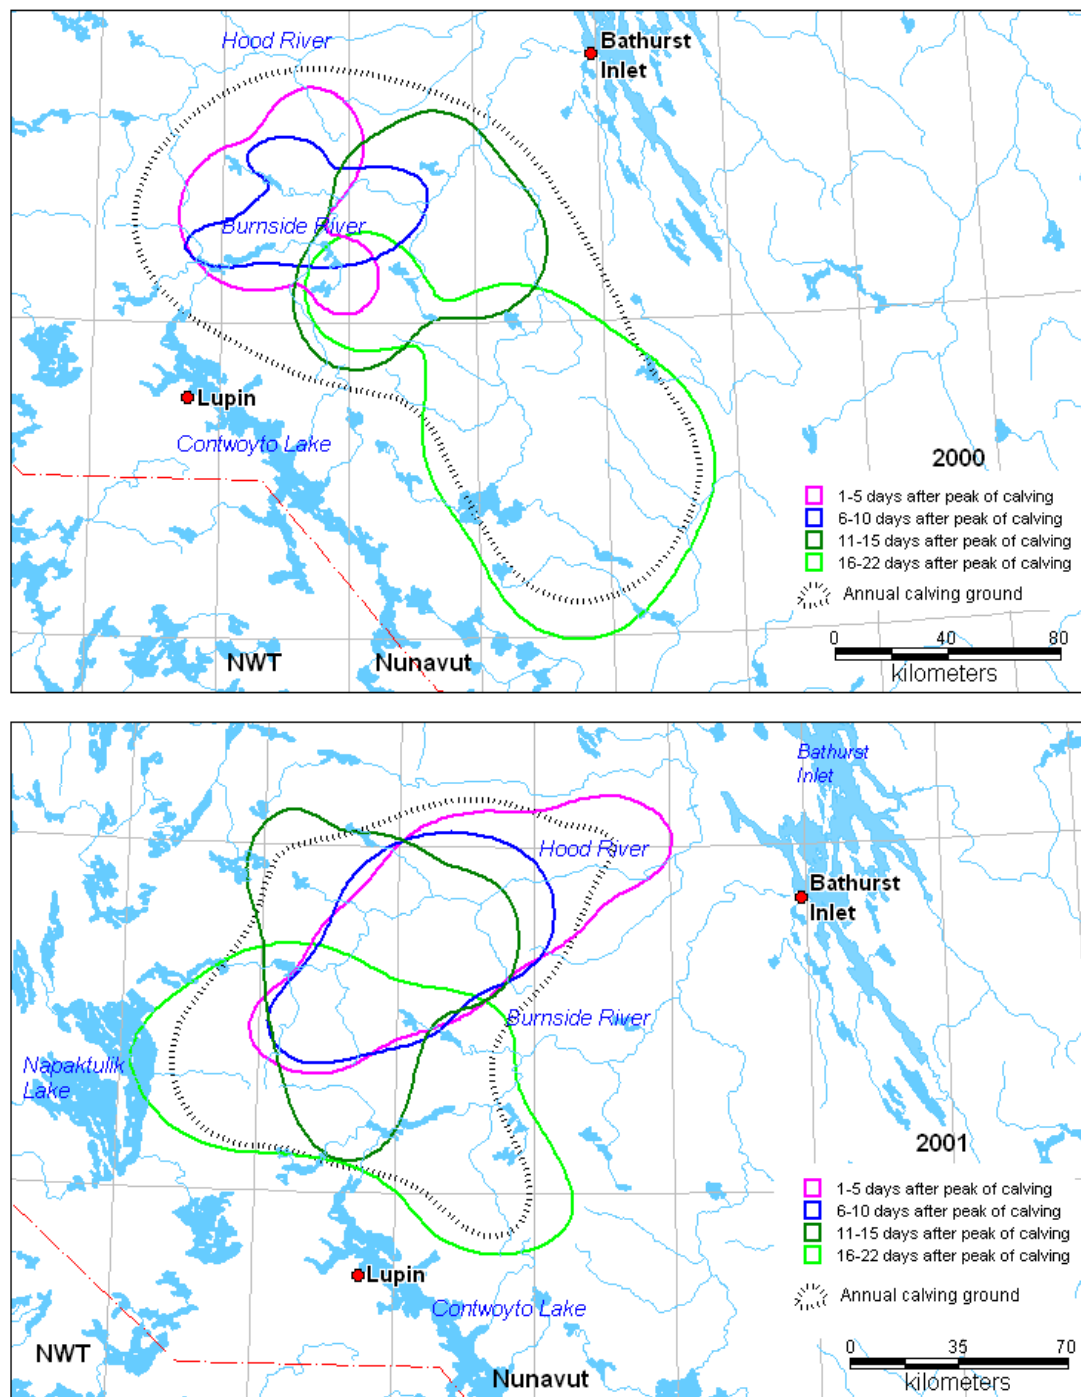 Hood River
Bathurst
Inlet
Burnside River
Lupin
Contwoyto Lake
2000
1-5 days after peak of calving
6-10 days after peak of calving
11-15 days after peak of calving
16-22 days after peak of calving
Annual calving ground
0 40 80
kilometers
NWT Nunavut
Bathurst
Inlet
Hood River
Bathurst
Inlet
Burnside River
Napaktulik
Lake
2001
1-5 days after peak of calving
6-10 days after peak of calving
11-15 days after peak of calving
16-22 days after peak of calving
Annual calving ground
Lupin
Contwoyto Lake
NWT
Nunavut
0 35 70
kilometers